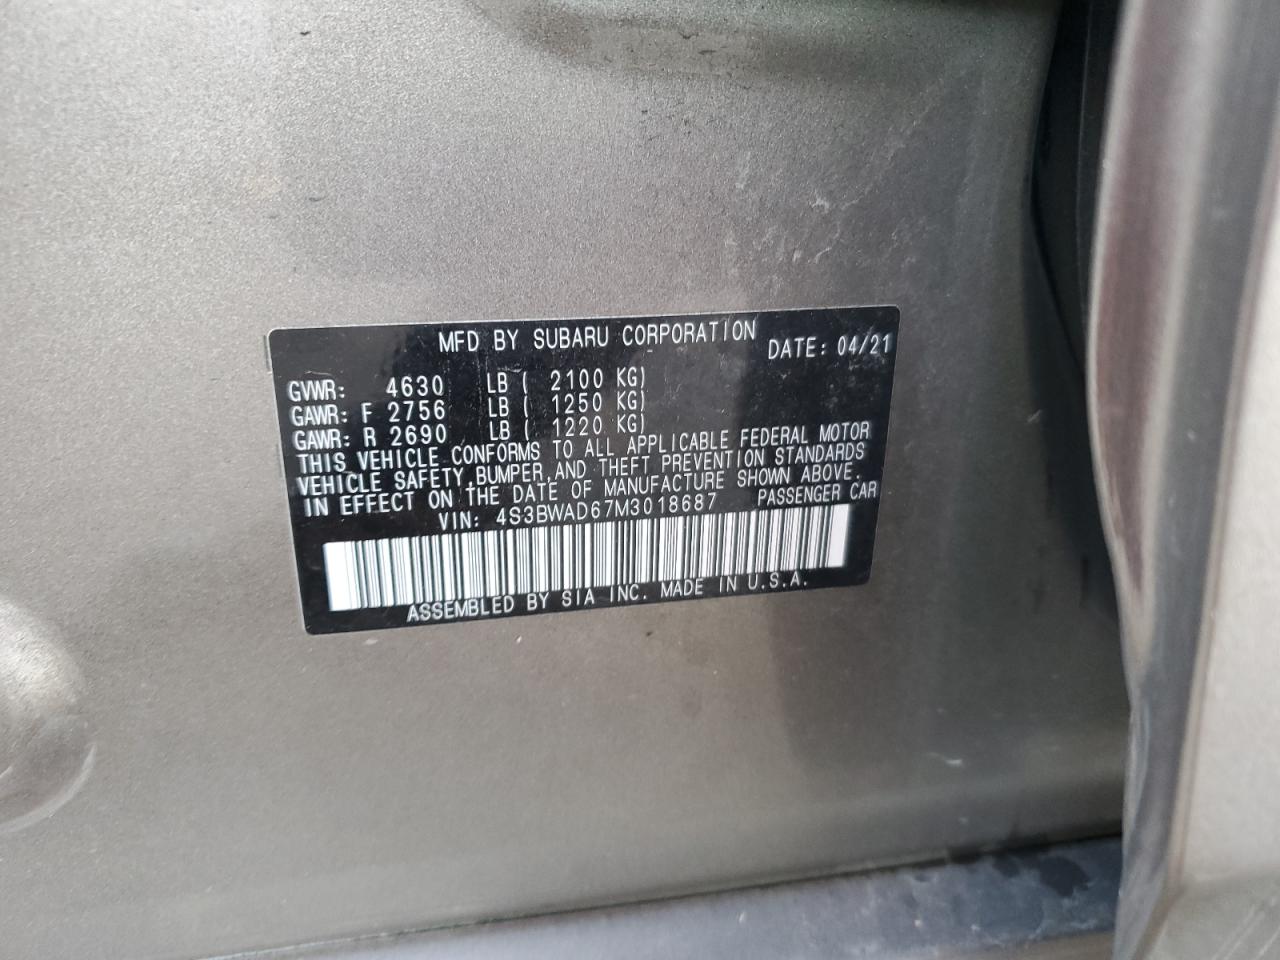 MFD BY SUBARU CORPORATION DATE: 04/21
GVWR: 4630 LB ( 2100 KG)
GAWR: F 2756 LB ( 1250 KG)
GAWR: R 2690 LB ( 1220 KG)
THIS VEHICLE CONFORMS TO ALL APPLICABLE FEDERAL MOTOR
VEHICLE SAFETY,BUMPER,AND THEFT PREVENTION STANDARDS
IN EFFECT ON THE DATE OF MANUFACTURE SHOWN ABOVE.
VIN: 4S3BWAD67M3018687 PASSENGER CAR
ASSEMBLED BY SIA INC. MADE IN U.S.A.